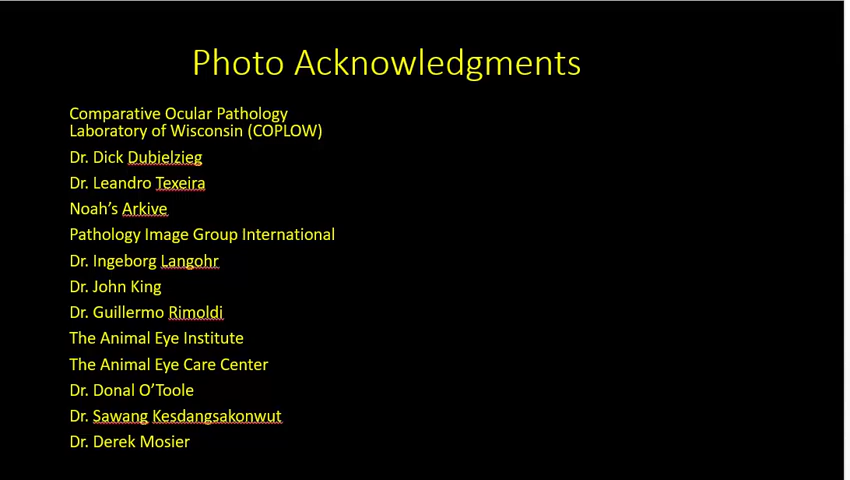 Photo Acknowledgments
Comparative Ocular Pathology
Laboratory of Wisconsin (COPLOW)
Dr. Dick Dubielzieg
Dr. Leandro Texeira
Noah’s Arkive
Pathology Image Group International
Dr. Ingeborg Langohr
Dr. John King
Dr. Guillermo Rimoldi
The Animal Eye Institute
The Animal Eye Care Center
Dr. Donal O’Toole
Dr. Sawang Kesdangsakonwut
Dr. Derek Mosier